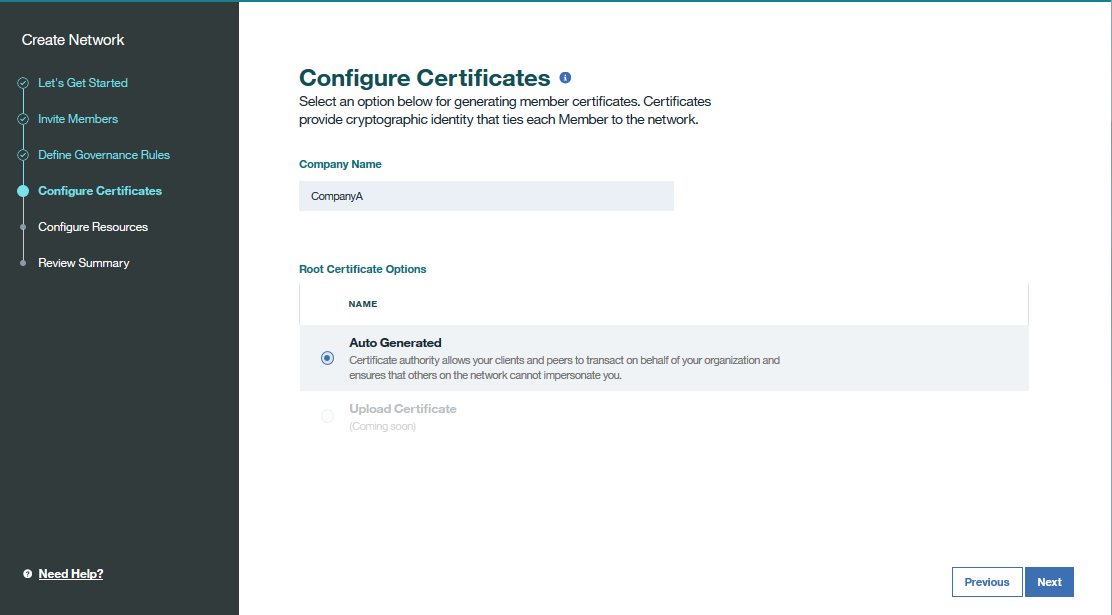 Create Network
Let's Get Started
Invite Members
Define Governance Rules
Configure Certificates
Configure Resources
Review Summary
Need Help?
Configure Certificates
Select an option below for generating member certificates. Certificates
provide cryptographic identity that ties each Member to the network.
Company Name
CompanyA
Root Certificate Options
NAME
Auto Generated
Certificate authority allows your clients and peers to transact on behalf of your organization and
ensures that others on the network cannot impersonate you.
Upload Certificate
(Coming soon)
Previous
Next